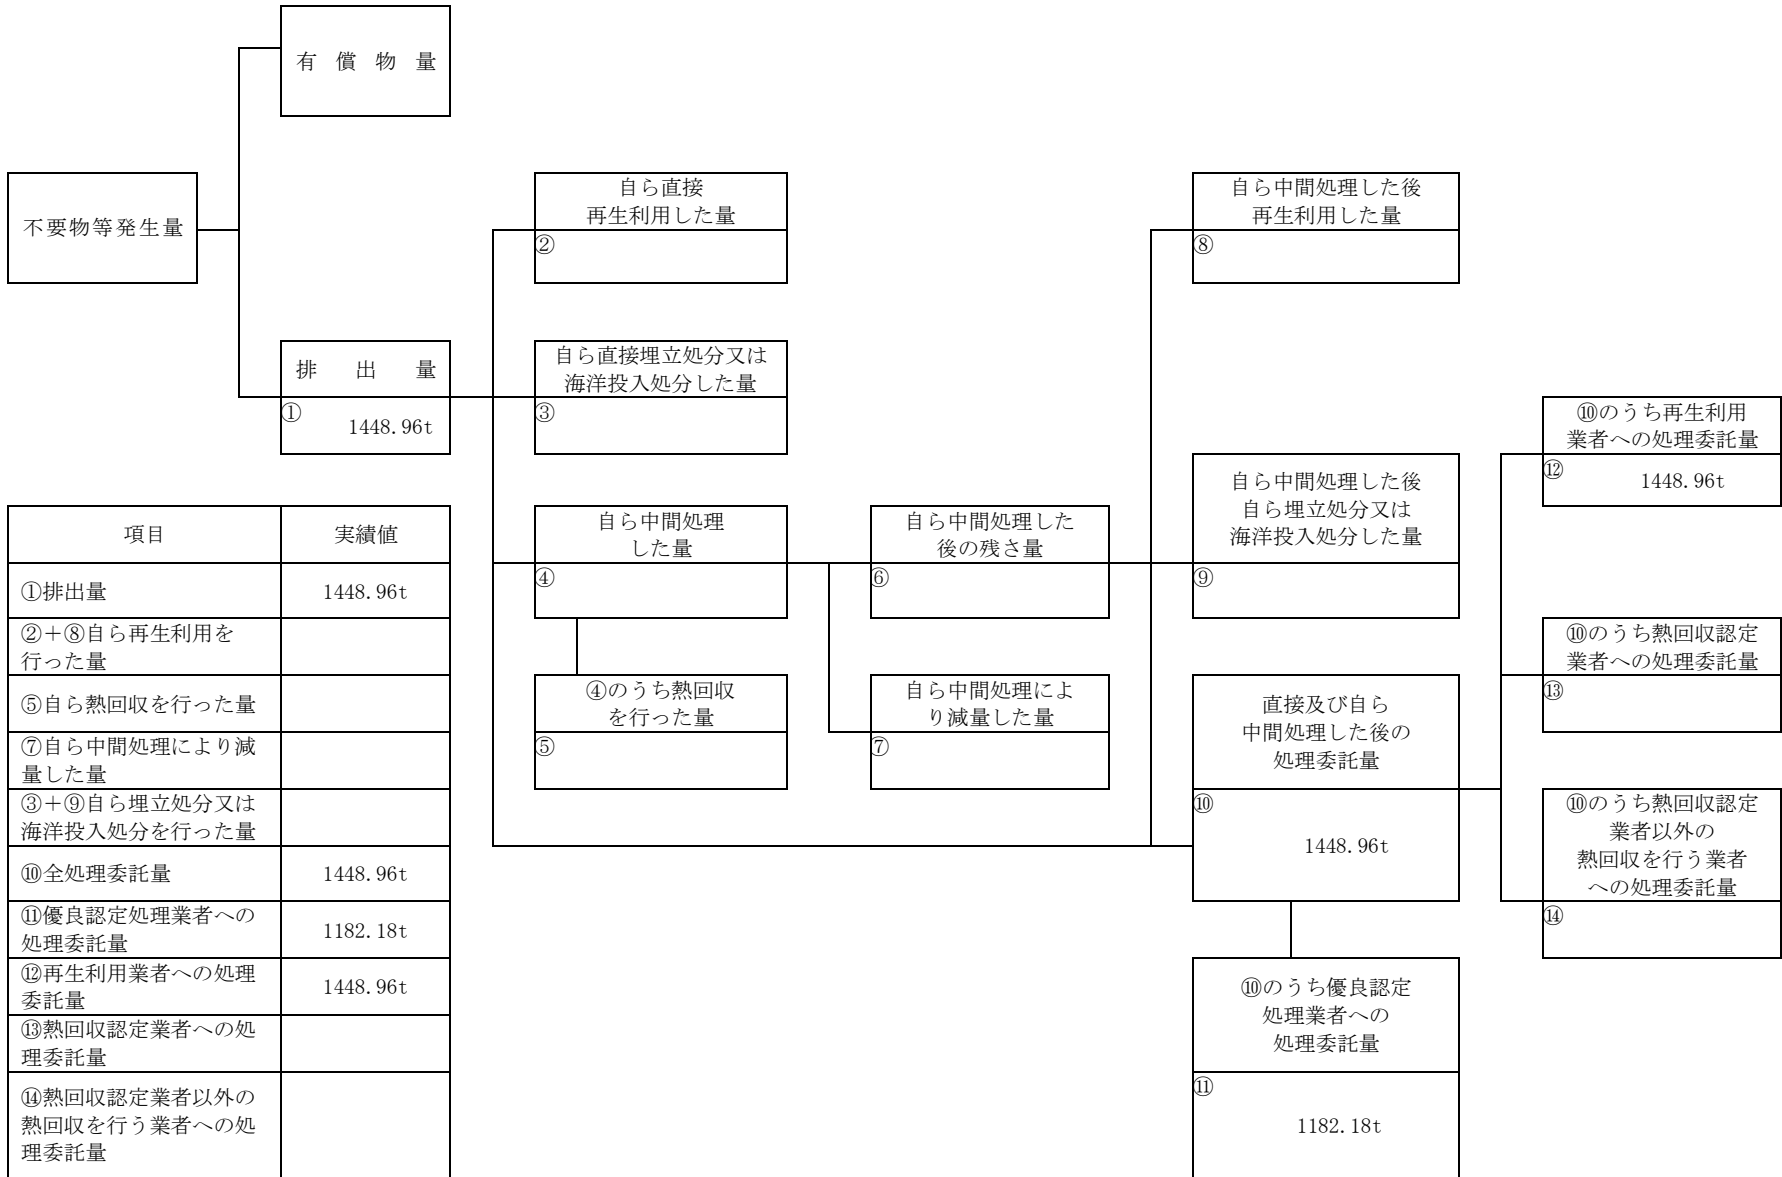 有 償 物 量
不要物等発生量
自ら直接
再生利用した量
②
自ら中間処理した後
再生利用した量
⑧
排 出 量
①
1448.96t
自ら直接埋立処分又は
海洋投入処分した量
③
⑩のうち再生利用
業者への処理委託量
⑫
1448.96t
自ら中間処理
した量
④
自ら中間処理した
後の残さ量
⑥
自ら中間処理した後
自ら埋立処分又は
海洋投入処分した量
⑨
⑩のうち熱回収認定
業者への処理委託量
⑬
④のうち熱回収
を行った量
⑤
自ら中間処理によ
り減量した量
⑦
直接及び自ら
中間処理した後の
処理委託量
⑩
1448.96t
⑩のうち熱回収認定
業者以外の
熱回収を行う業者
への処理委託量
⑭
⑩のうち優良認定
処理業者への
処理委託量
⑪
1182.18t
項目 実績値
①排出量 1448.96t
②+⑧自ら再生利用を
行った量
⑤自ら熱回収を行った量
⑦自ら中間処理により減
量した量
③+⑨自ら埋立処分又は
海洋投入処分を行った量
⑩全処理委託量 1448.96t
⑪優良認定処理業者への
処理委託量 1182.18t
⑫再生利用業者への処理
委託量 1448.96t
⑬熱回収認定業者への処
理委託量
⑭熱回収認定業者以外の
熱回収を行う業者への処
理委託量